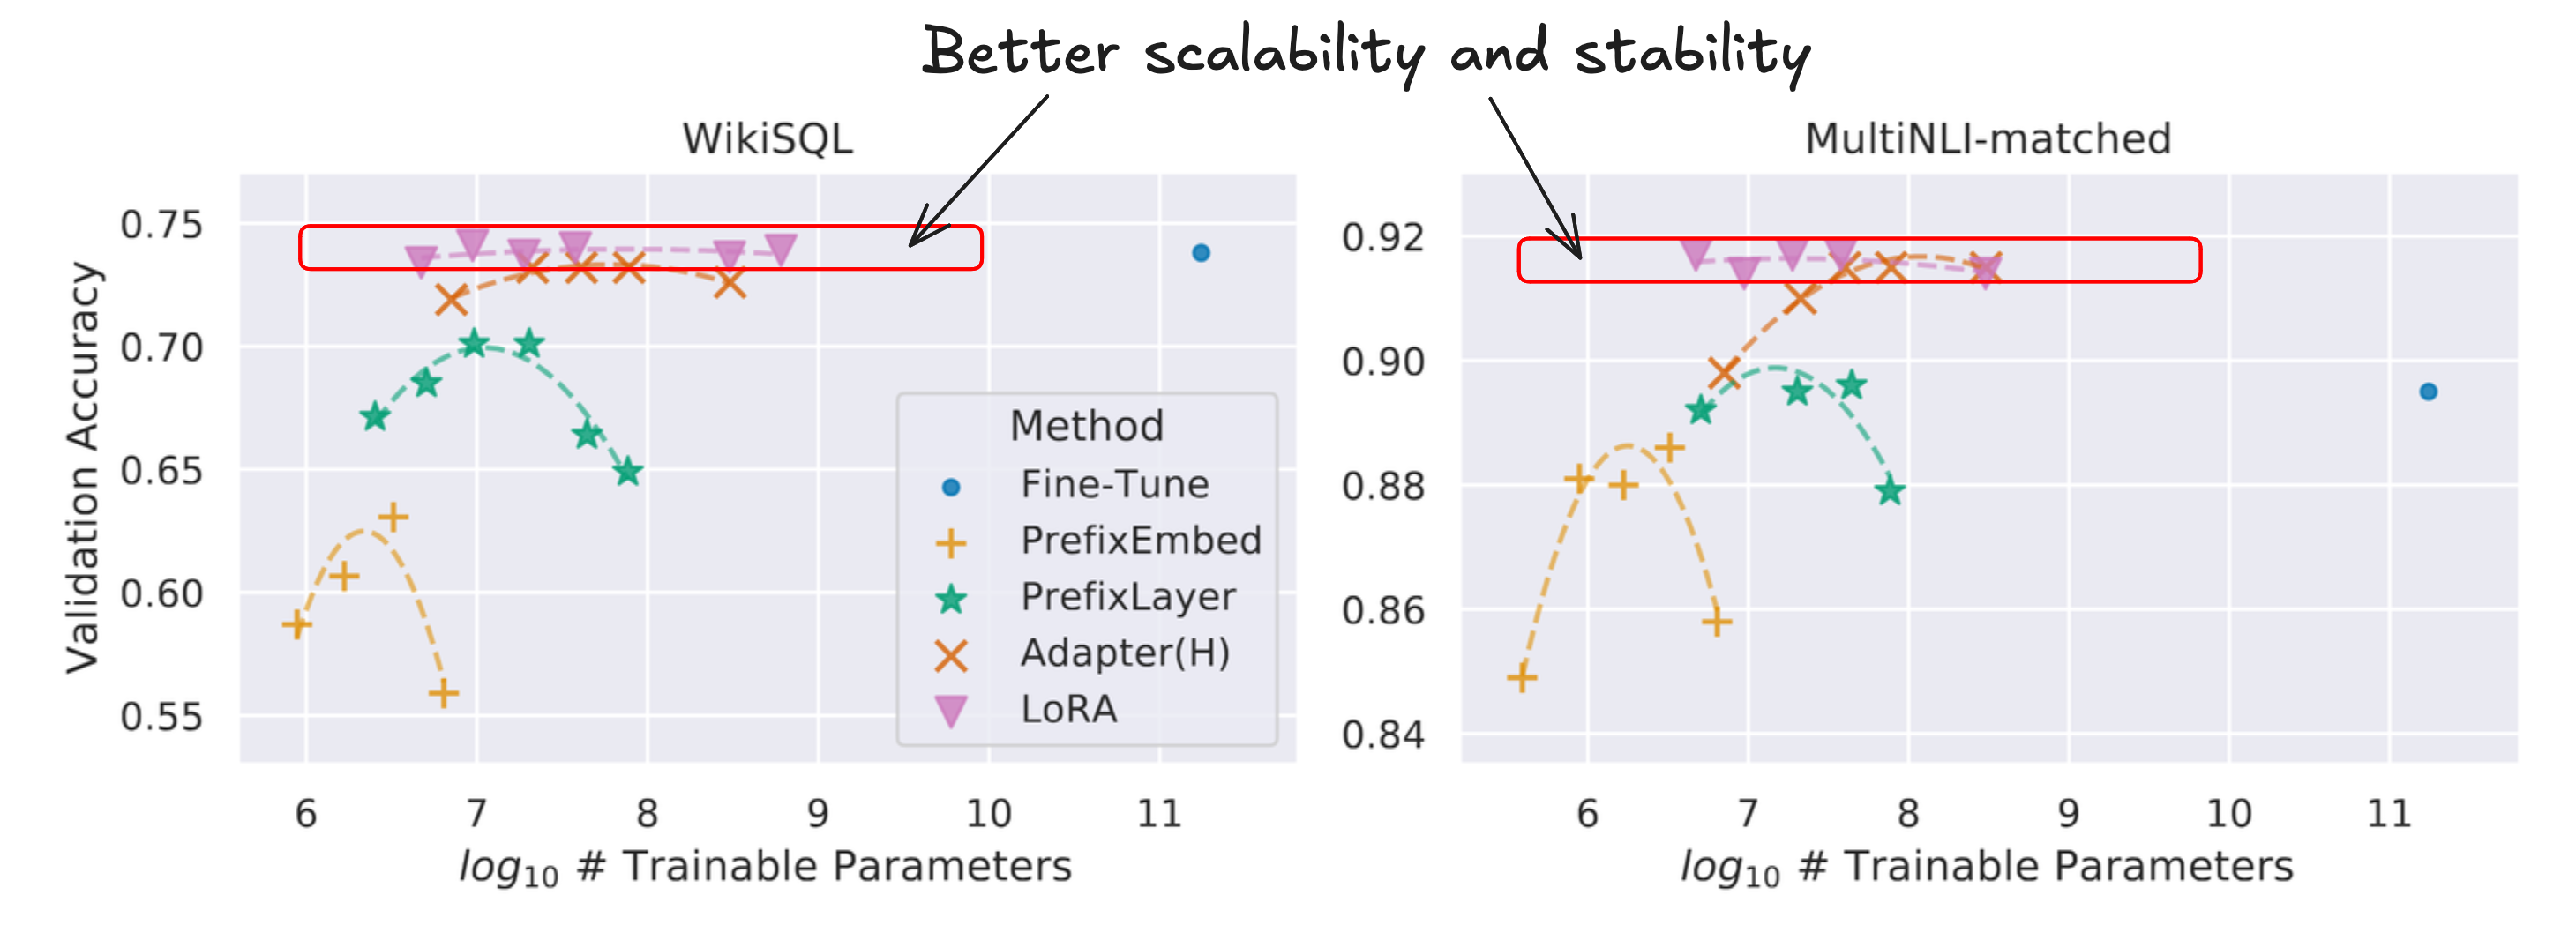 Better scalability and stability
WikiSQL
Validation Accuracy
0.75
0.70
0.65
0.60
0.55
6 7 8 9 10 11
log10 # Trainable Parameters
Method
Fine-Tune
PrefixEmbed
PrefixLayer
Adapter(H)
LoRA
MultiNLI-matched
0.92
0.90
0.88
0.86
0.84
6 7 8 9 10 11
log10 # Trainable Parameters